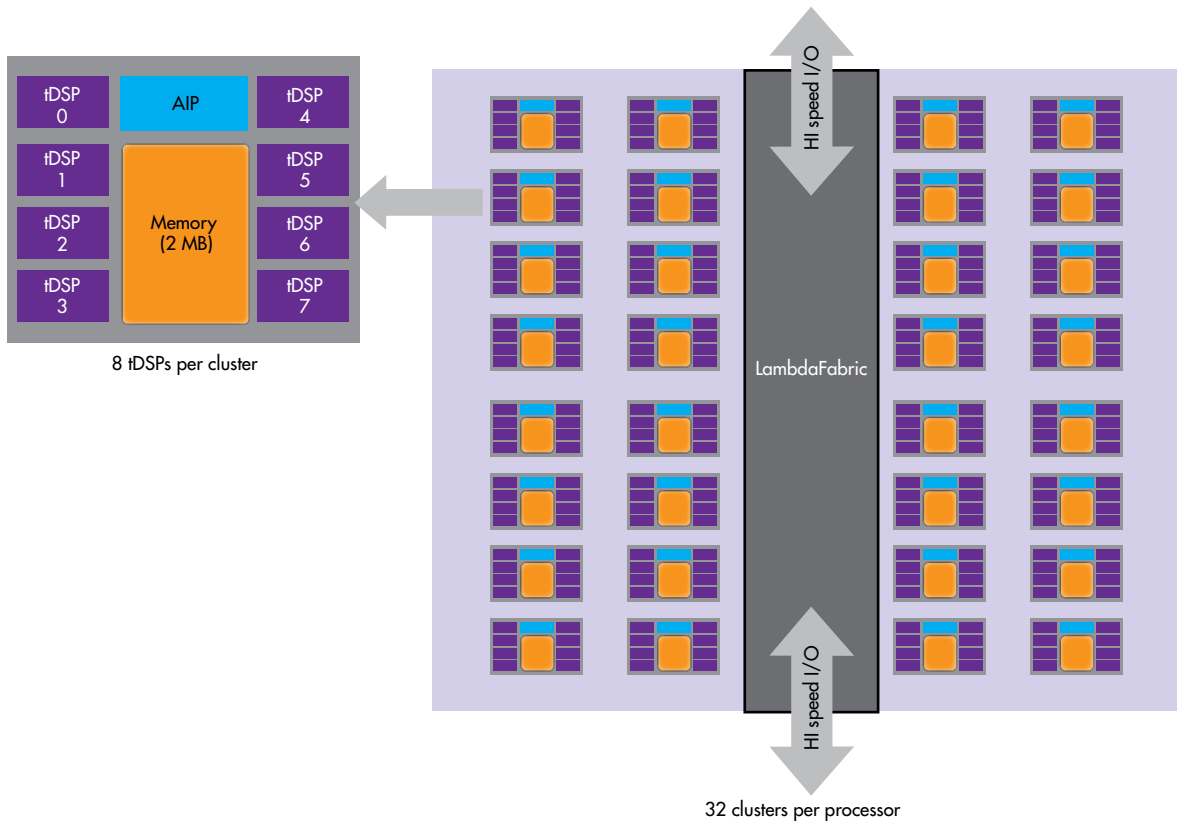 tDSP
0
AIP
tDSP
4
tDSP
1
tDSP
5
Memory
(2 MB)
tDSP
2
tDSP
6
tDSP
3
tDSP
7
8 tDSPs per cluster
HI speed I/O
LambdaFabric
HI speed I/O
32 clusters per processor